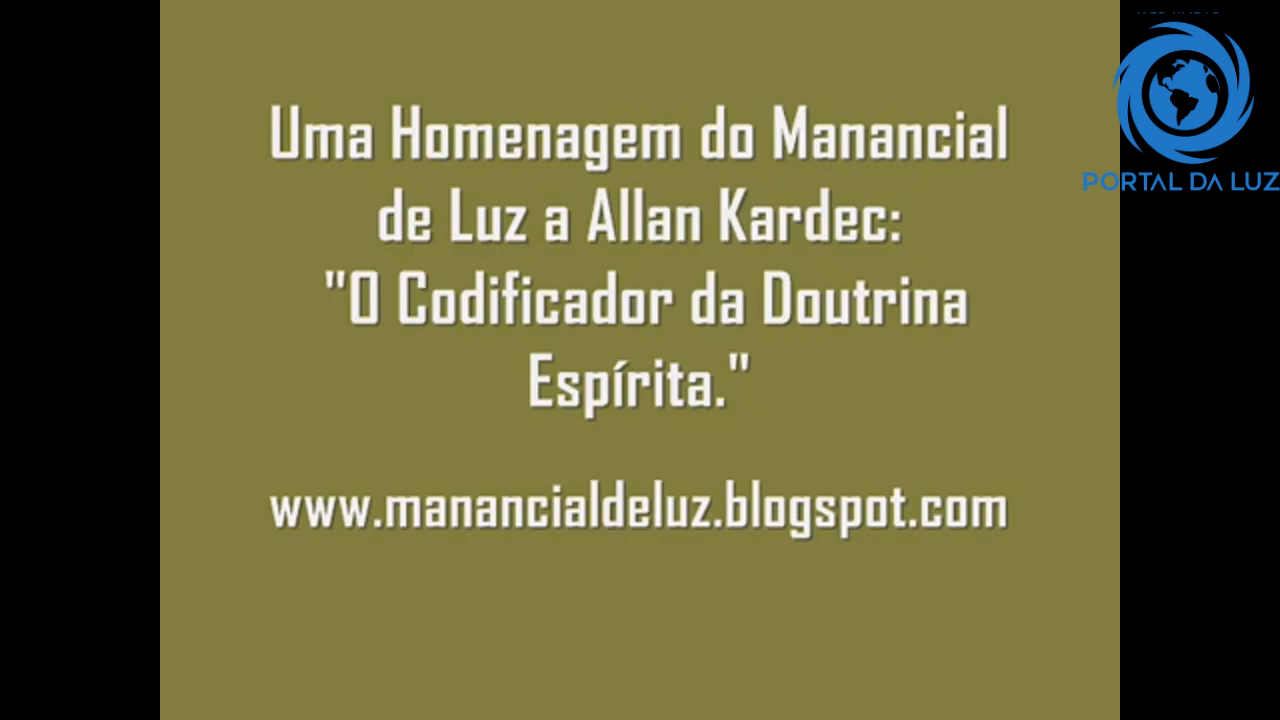 Uma Homenagem do Manancial
de Luz a Allan Kardec:
"O Codificador da Doutrina
Espírita."
www.manancialdeluz.blogspot.com
PORTAL DA LUZ